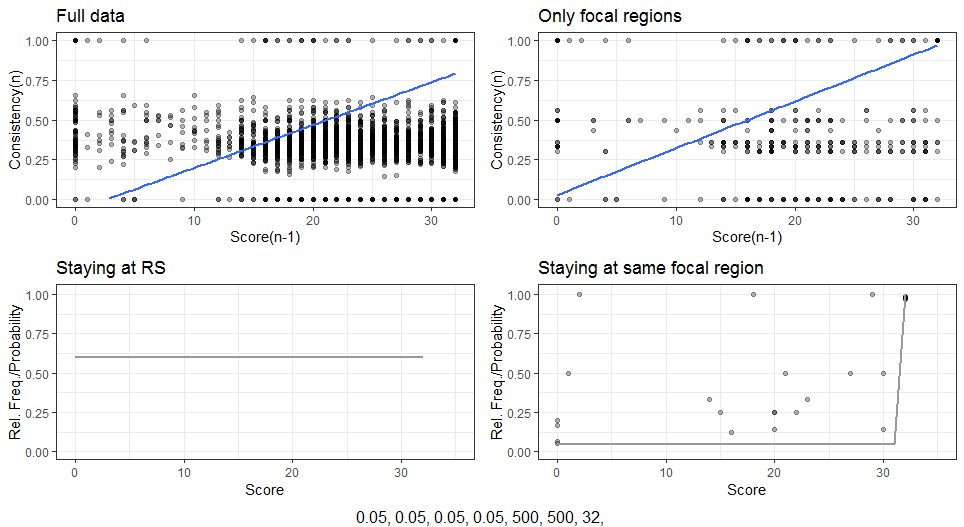 Full data
Only focal regions
1.00
0.75
0.50
0.25
0.00
Consistency(n)
0
10
20
30
Score(n-1)
1.00
0.75
0.50
0.25
0.00
Consistency(n)
0
10
20
30
Score(n-1)
Staying at RS
Staying at same focal region
1.00
0.75
0.50
0.25
0.00
Rel. Freq./Probability
0
10
20
30
Score
1.00
0.75
0.50
0.25
0.00
Rel. Freq./Probability
0
10
20
30
Score
0.05, 0.05, 0.05, 0.05, 500, 500, 32,